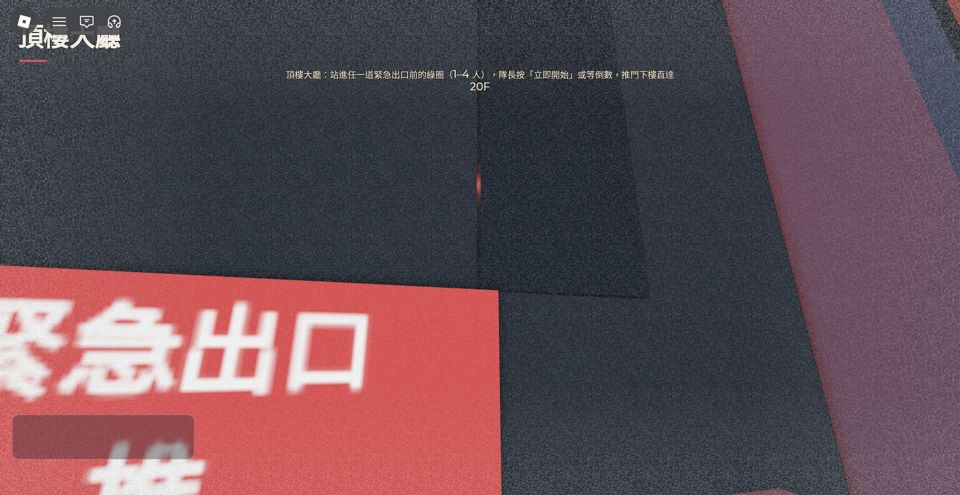 頂樓大廳
頂樓大廳：站進任一道緊急出口前的綠圈（1–4 人），隊長按「立即開始」或等倒數，推門下樓直達
20F
緊急出口
推